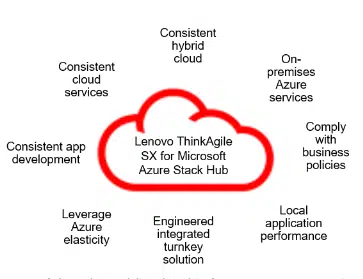 Consistent
hybrid
cloud
On-
premises
Azure
services
Comply
with
business
policies
Local
application
performance
Engineered
integrated
turnkey
solution
Leverage
Azure
elasticity
Consistent app
development
Consistent
cloud
services
Lenovo ThinkAgile
SX for Microsoft
Azure Stack Hub